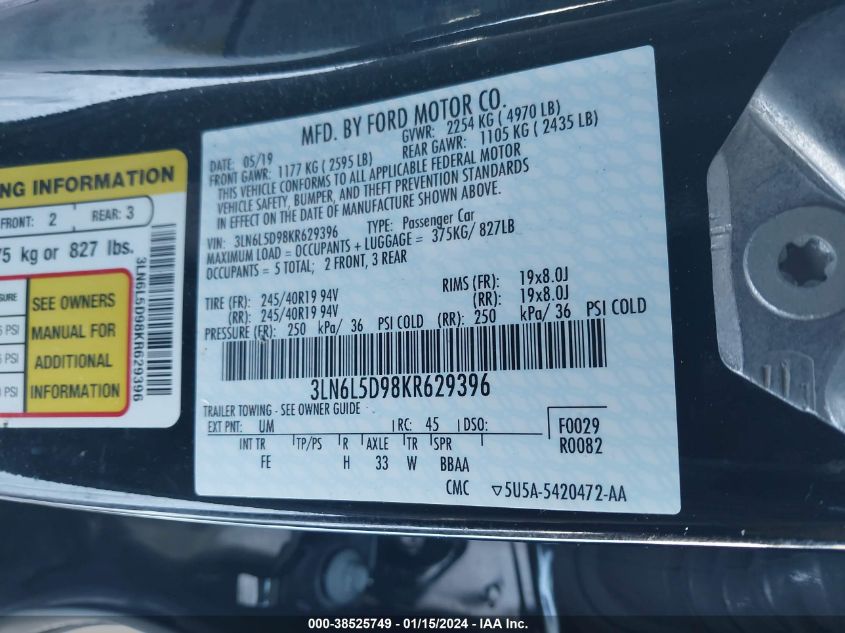 NG INFORMATION
FRONT: 2 REAR: 3
75 kg or 827 lbs.
SURE
PSI
PSI
PSI
SEE OWNERS
MANUAL FOR
ADDITIONAL
INFORMATION
3LN6L5D98KR629396
MFD. BY FORD MOTOR CO.
DATE: 05/19 GVWR: 2254 KG ( 4970 LB)
FRONT GAWR: 1177 KG ( 2595 LB) REAR GAWR: 1105 KG ( 2435 LB)
THIS VEHICLE CONFORMS TO ALL APPLICABLE FEDERAL MOTOR
VEHICLE SAFETY, BUMPER, AND THEFT PREVENTION STANDARDS
IN EFFECT ON THE DATE OF MANUFACTURE SHOWN ABOVE.
VIN: 3LN6L5D98KR629396 TYPE: Passenger Car
MAXIMUM LOAD = OCCUPANTS + LUGGAGE = 375KG/ 827LB
OCCUPANTS = 5 TOTAL; 2 FRONT, 3 REAR
TIRE (FR): 245/40R19 94V RIMS (FR): 19x8.0J
(RR): 245/40R19 94V (RR): 19x8.0J
PRESSURE (FR): 250 kPa/ 36 PSI COLD (RR): 250 kPa/ 36 PSI COLD
3LN6L5D98KR629396
TRAILER TOWING - SEE OWNER GUIDE
EXT PNT: UM RC: 45 DSO: F0029
INT TR TP/PS R AXLE TR SPR R0082
FE H 33 W BBAA
CMC ▽5U5A-5420472-AA
000-38525749 - 01/15/2024 - IAA Inc.